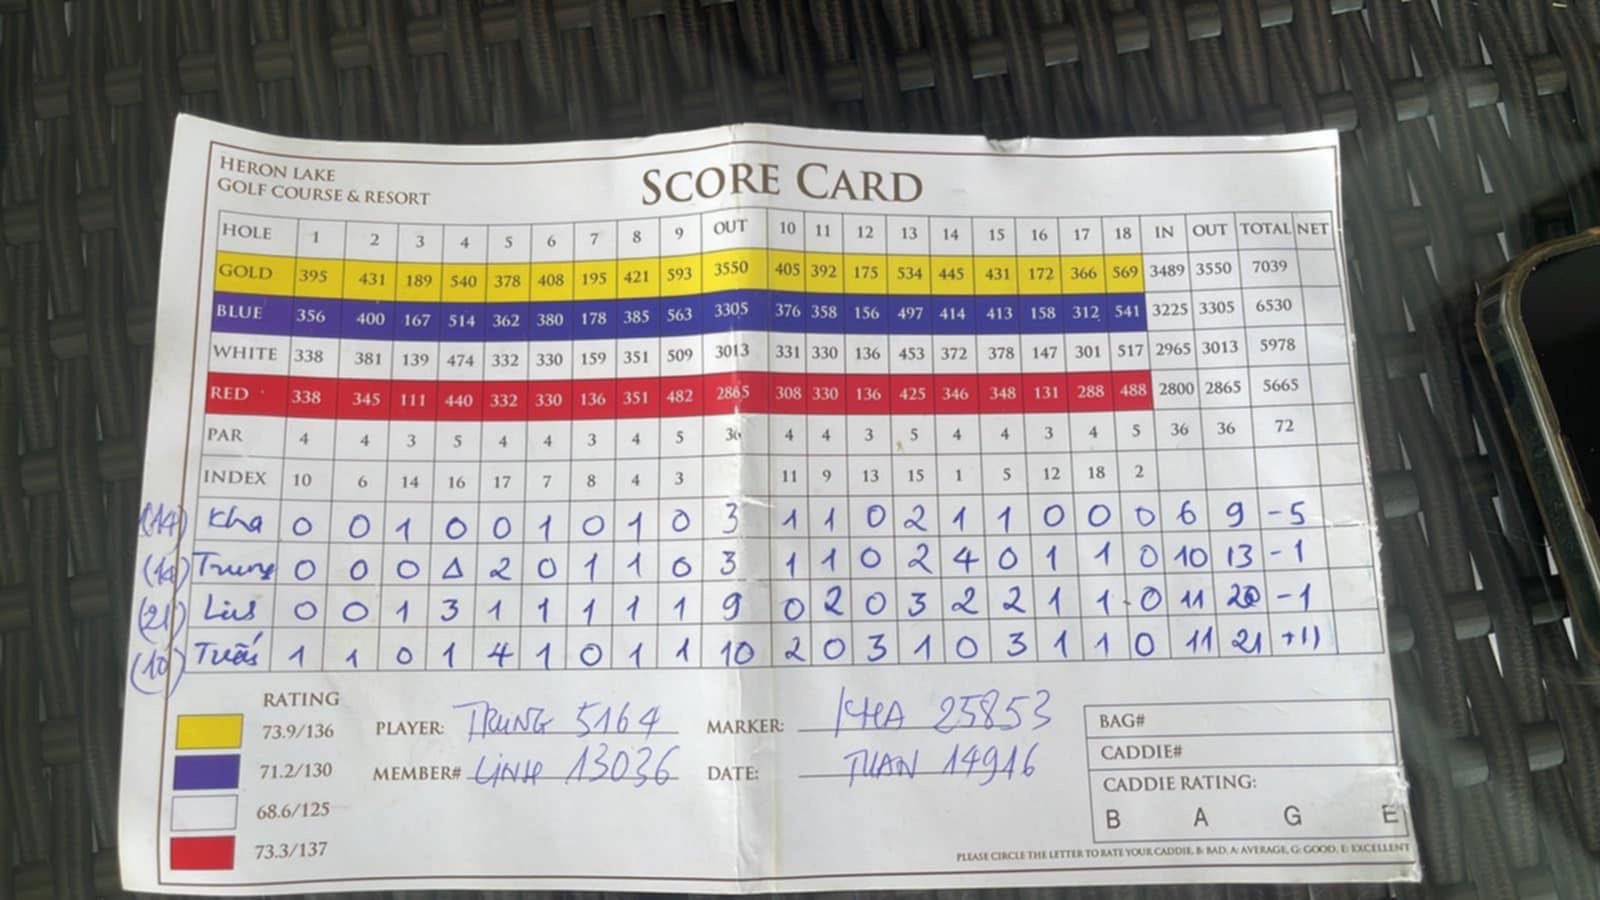 HERON LAKE
GOLF COURSE & RESORT
SCORE CARD
HOLE 1 2 3 4 5 6 7 8 9 OUT 10 11 12 13 14 15 16 17 18 IN OUT TOTAL NET
GOLD 395 431 189 540 378 408 195 421 593 3550 405 392 175 534 445 431 172 366 569 3489 3550 7039
BLUE 356 400 167 514 362 380 178 385 563 3305 376 358 156 497 414 413 158 312 541 3225 3305 6530
WHITE 338 381 139 474 332 330 159 351 509 3013 331 330 136 453 372 378 147 301 517 2965 3013 5978
RED 338 345 111 440 332 330 136 351 482 2865 308 330 136 425 346 348 131 288 488 2800 2865 5665
PAR 4 4 3 5 4 4 3 4 5 36 4 4 3 5 4 4 3 4 5 36 36 72
INDEX 10 6 14 16 17 7 8 4 3 11 9 13 15 1 5 12 18 2
(14) Kha 0 0 1 0 0 1 0 1 0 3 1 1 0 2 1 1 0 0 0 6 9 -5
Trung 0 0 0 Δ 2 0 1 1 0 3 1 1 0 2 4 0 1 1 0 10 13 -1
(21) 0 0 1 3 1 1 1 1 1 9 0 2 0 3 2 2 1 1 0 11 20 -1
(10) 1 1 0 1 4 1 0 1 1 10 2 0 3 1 0 3 1 1 0 11 21 +11
RATING
73.9/136 PLAYER: TRUNG 5164 MARKER: KHA 25853 BAG#
71.2/130 MEMBER# LINH 13036 DATE: TUAN 14916 CADDIE#
68.6/125 CADDIE RATING:
73.3/137 B A G E
PLEASE CIRCLE THE LETTER TO RATE YOUR CADDIE. B: BAD, A: AVERAGE, G: GOOD, E: EXCELLENT